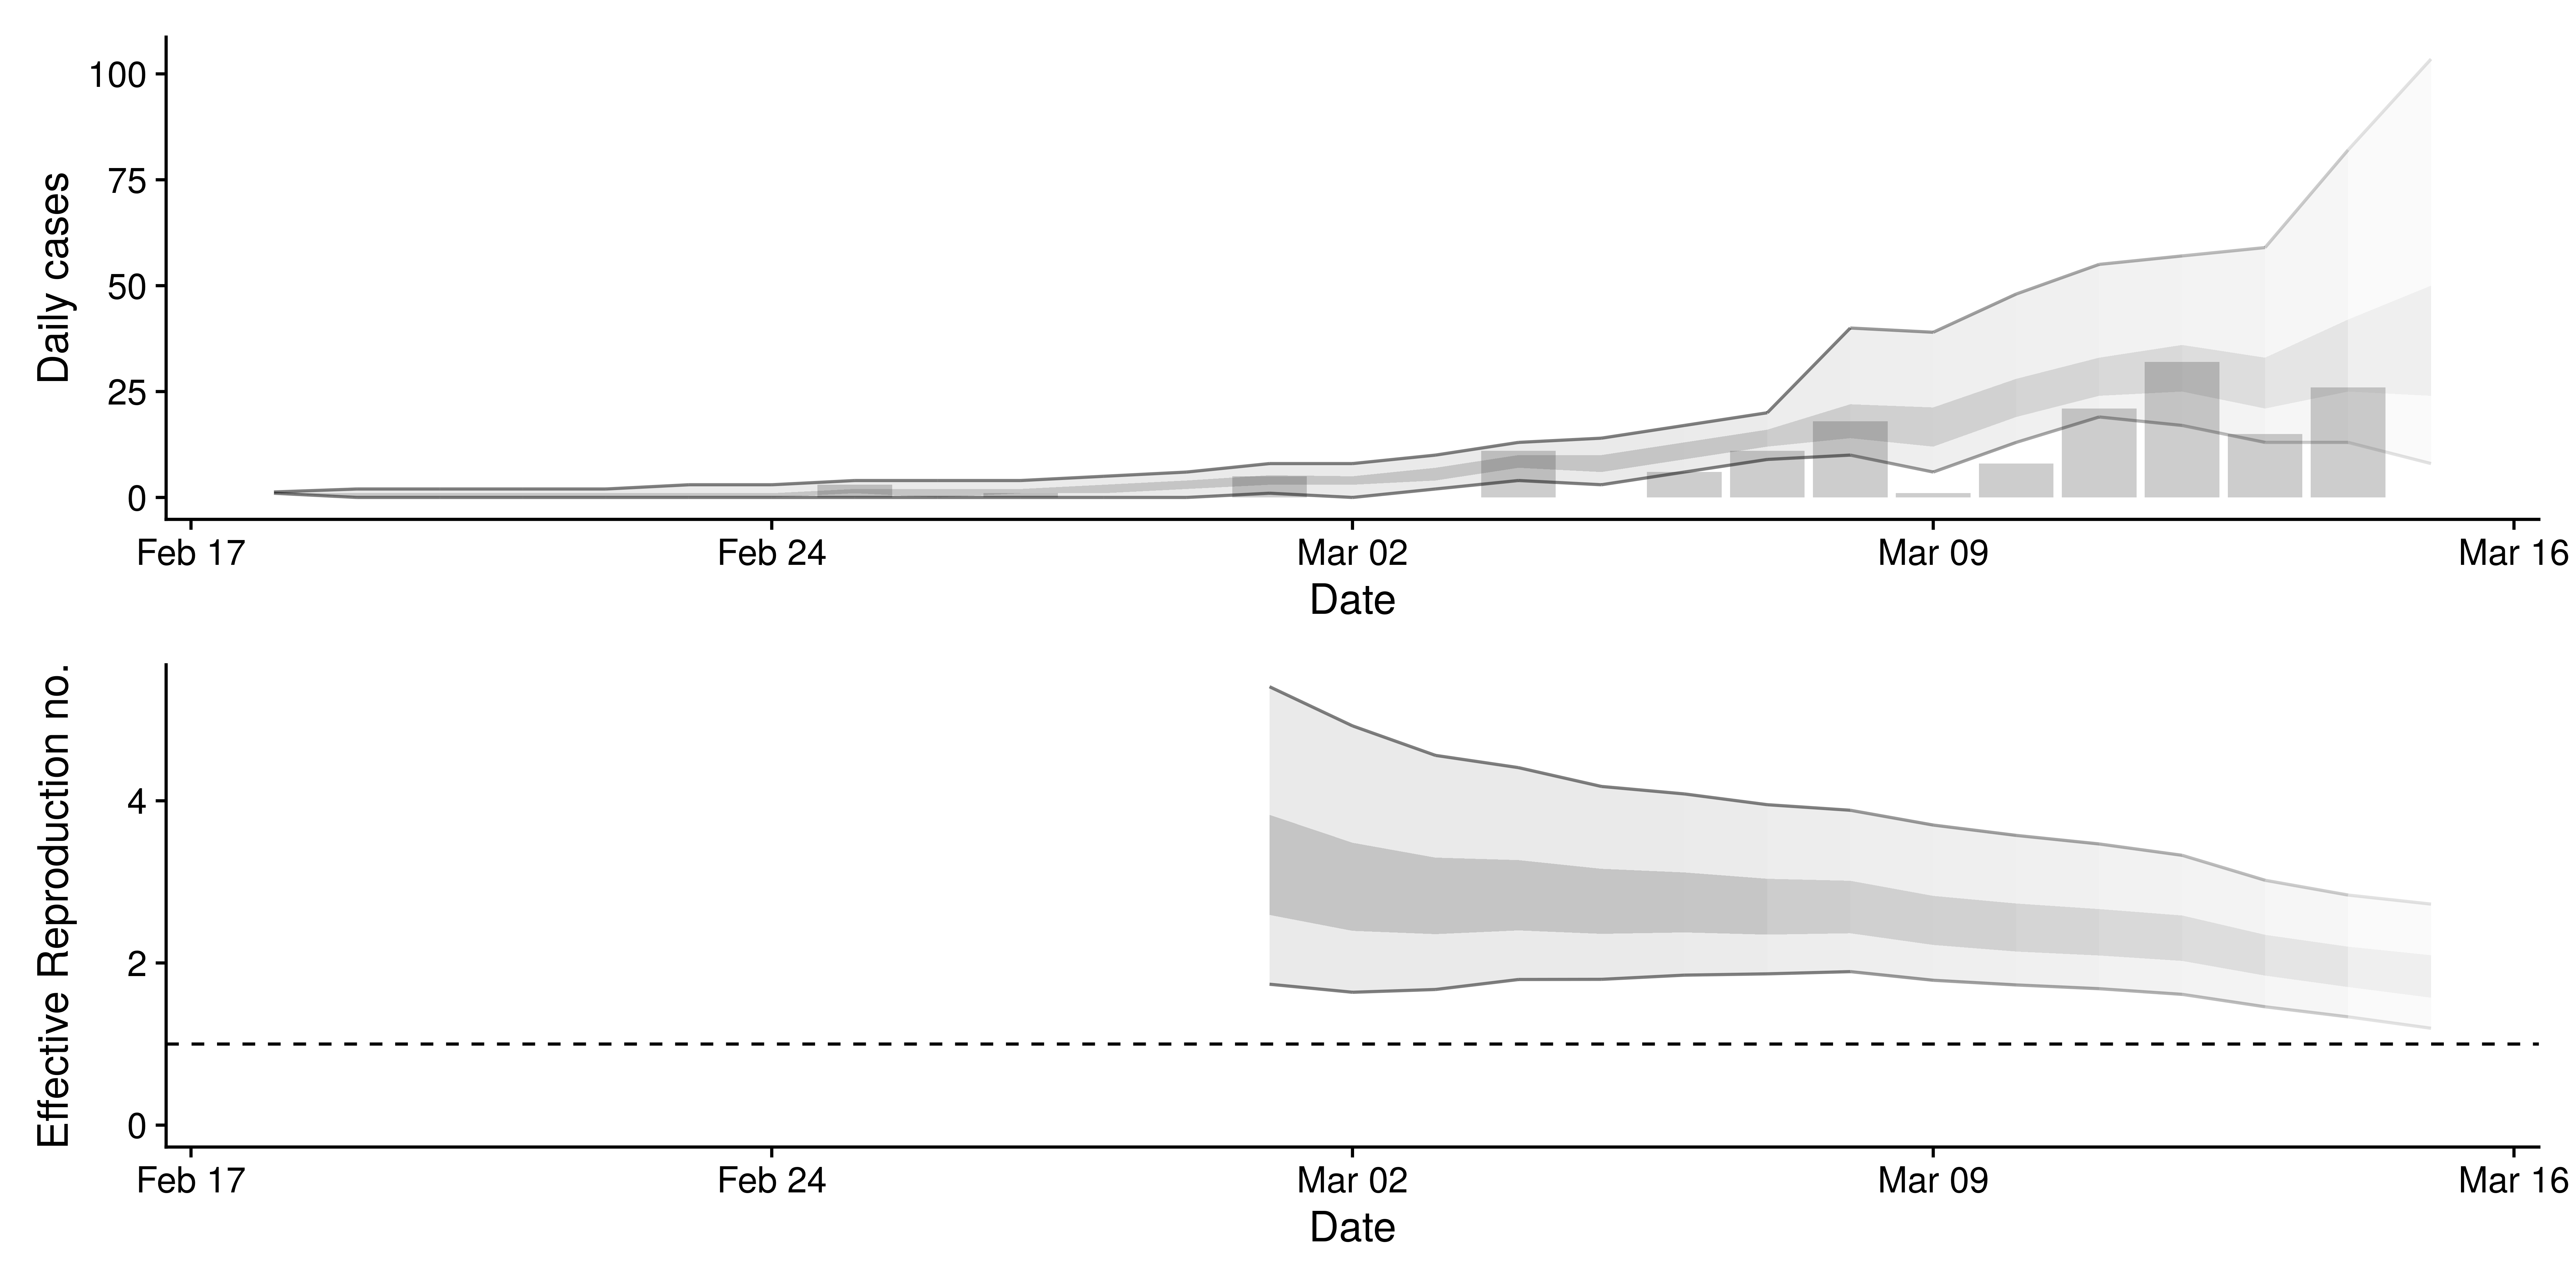 Daily cases
100
75
50
25
0
Feb 17 Feb 24 Mar 02 Mar 09 Mar 16
Date
Effective Reproduction no.
4
2
0
Feb 17 Feb 24 Mar 02 Mar 09 Mar 16
Date